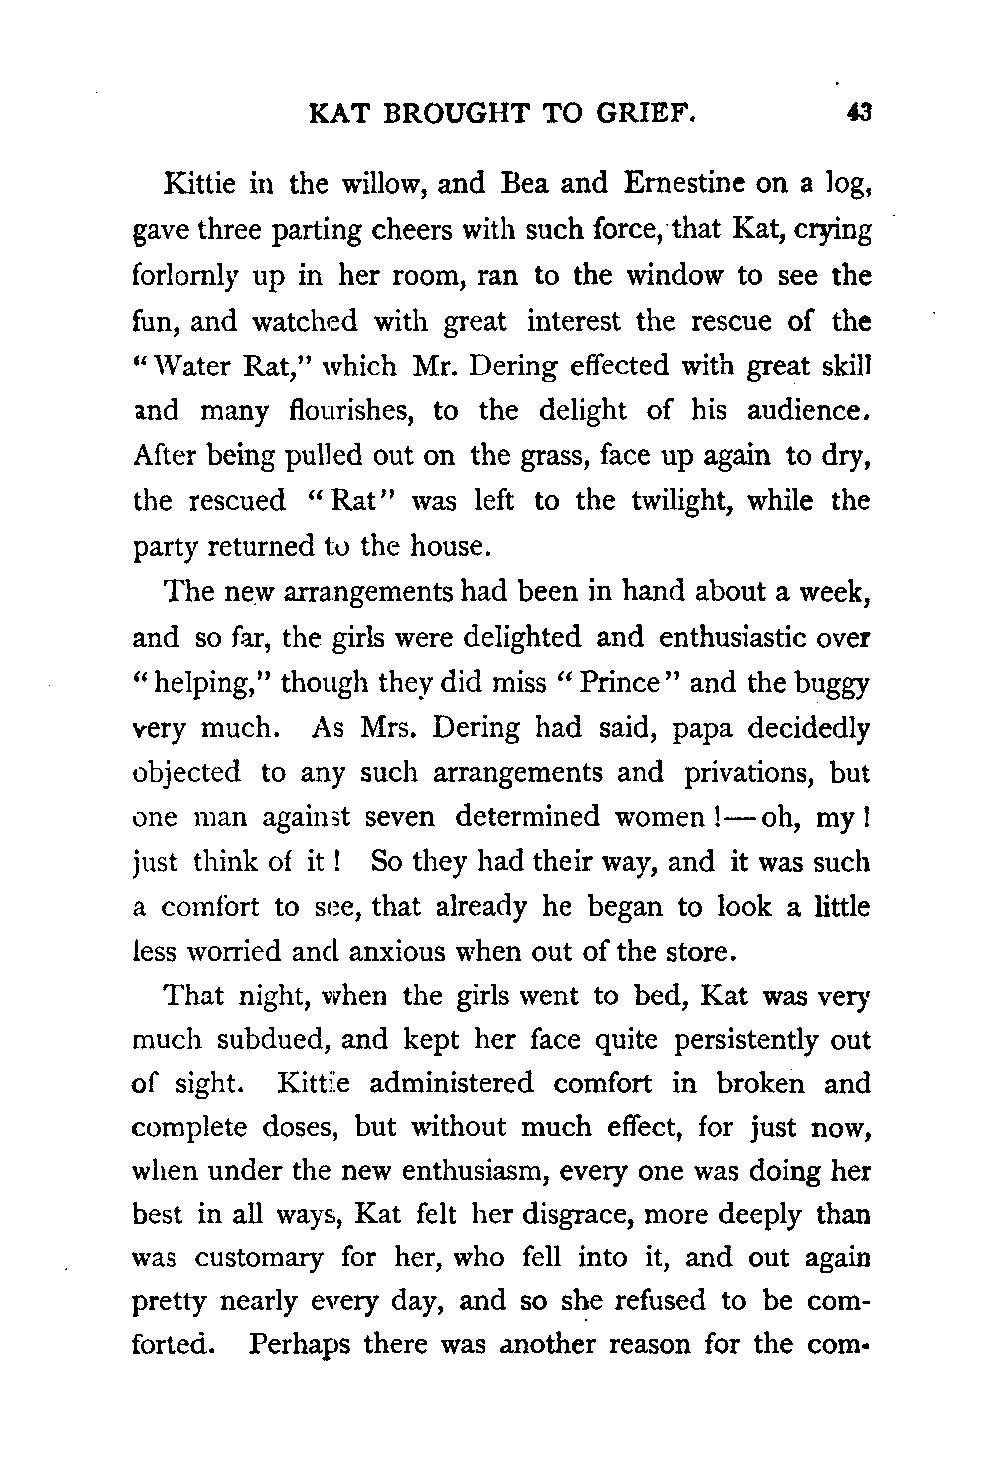 KAT BROUGHT TO GRIEF. 43
Kittie in the willow, and Bea and Ernestine on a log,
gave three parting cheers with such force, that Kat, crying
forlornly up in her room, ran to the window to see the
fun, and watched with great interest the rescue of the
"Water Rat," which Mr. Dering effected with great skill
and many flourishes, to the delight of his audience.
After being pulled out on the grass, face up again to dry,
the rescued "Rat" was left to the twilight, while the
party returned to the house.
The new arrangements had been in hand about a week,
and so far, the girls were delighted and enthusiastic over
"helping," though they did miss "Prince" and the buggy
very much. As Mrs. Dering had said, papa decidedly
objected to any such arrangements and privations, but
one man against seven determined women!—oh, my!
just think of it! So they had their way, and it was such
a comfort to see, that already he began to look a little
less worried and anxious when out of the store.
That night, when the girls went to bed, Kat was very
much subdued, and kept her face quite persistently out
of sight. Kittie administered comfort in broken and
complete doses, but without much effect, for just now,
when under the new enthusiasm, every one was doing her
best in all ways, Kat felt her disgrace, more deeply than
was customary for her, who fell into it, and out again
pretty nearly every day, and so she refused to be com-
forted. Perhaps there was another reason for the com-